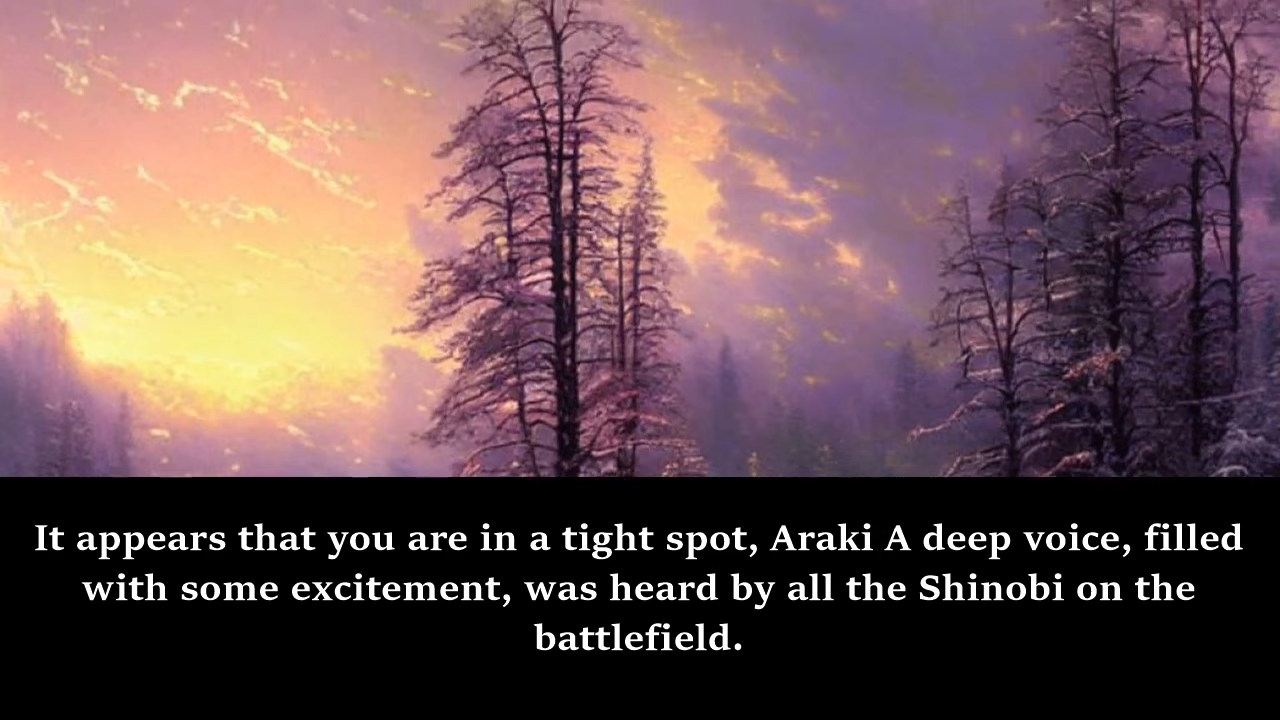 It appears that you are in a tight spot, Araki A deep voice, filled
with some excitement, was heard by all the Shinobi on the
battlefield.